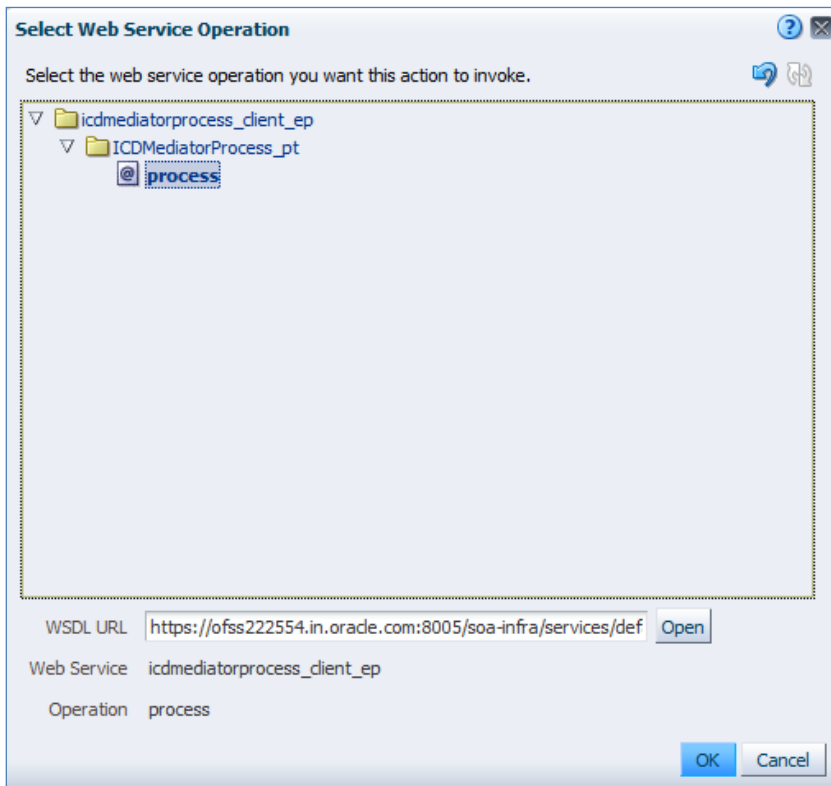 Select Web Service Operation
Select the web service operation you want this action to invoke.
icdmediatorprocess_client_ep
ICDMediatorProcess_pt
process
WSDL URL https://ofss222554.in.oracle.com:8005/soa-infra/services/def Open
Web Service icdmediatorprocess_client_ep
Operation process
OK Cancel